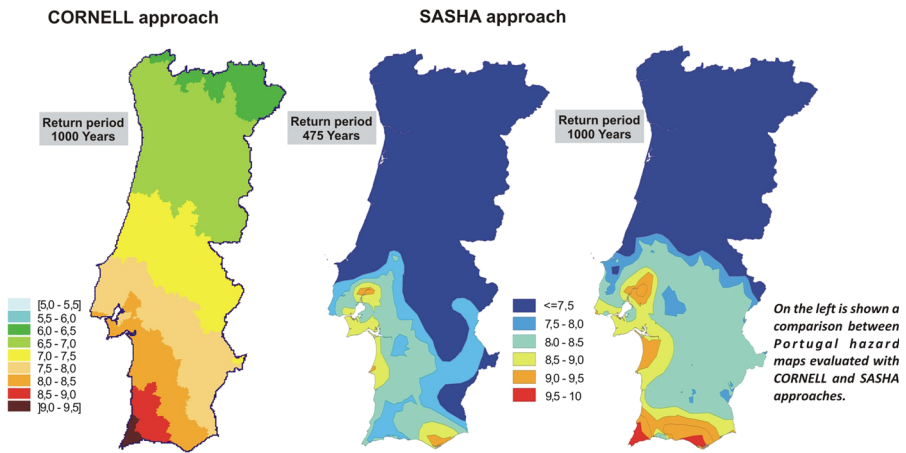 CORNELL approach
SASHA approach
Return period
1000 Years
Return period
475 Years
Return period
1000 Years
[5,0 - 5,5]
5,5 - 6,0
6,0 - 6,5
6,5 - 7,0
7,0 - 7,5
7,5 - 8,0
8,0 - 8,5
8,5 - 9,0
]9,0 - 9,5]
<=7,5
7,5 - 8,0
8.0 - 8.5
8,5 - 9,0
9,0 - 9,5
9,5 - 10
On the left is shown a
comparison between
Portugal hazard
maps evaluated with
CORNELL and SASHA
approaches.